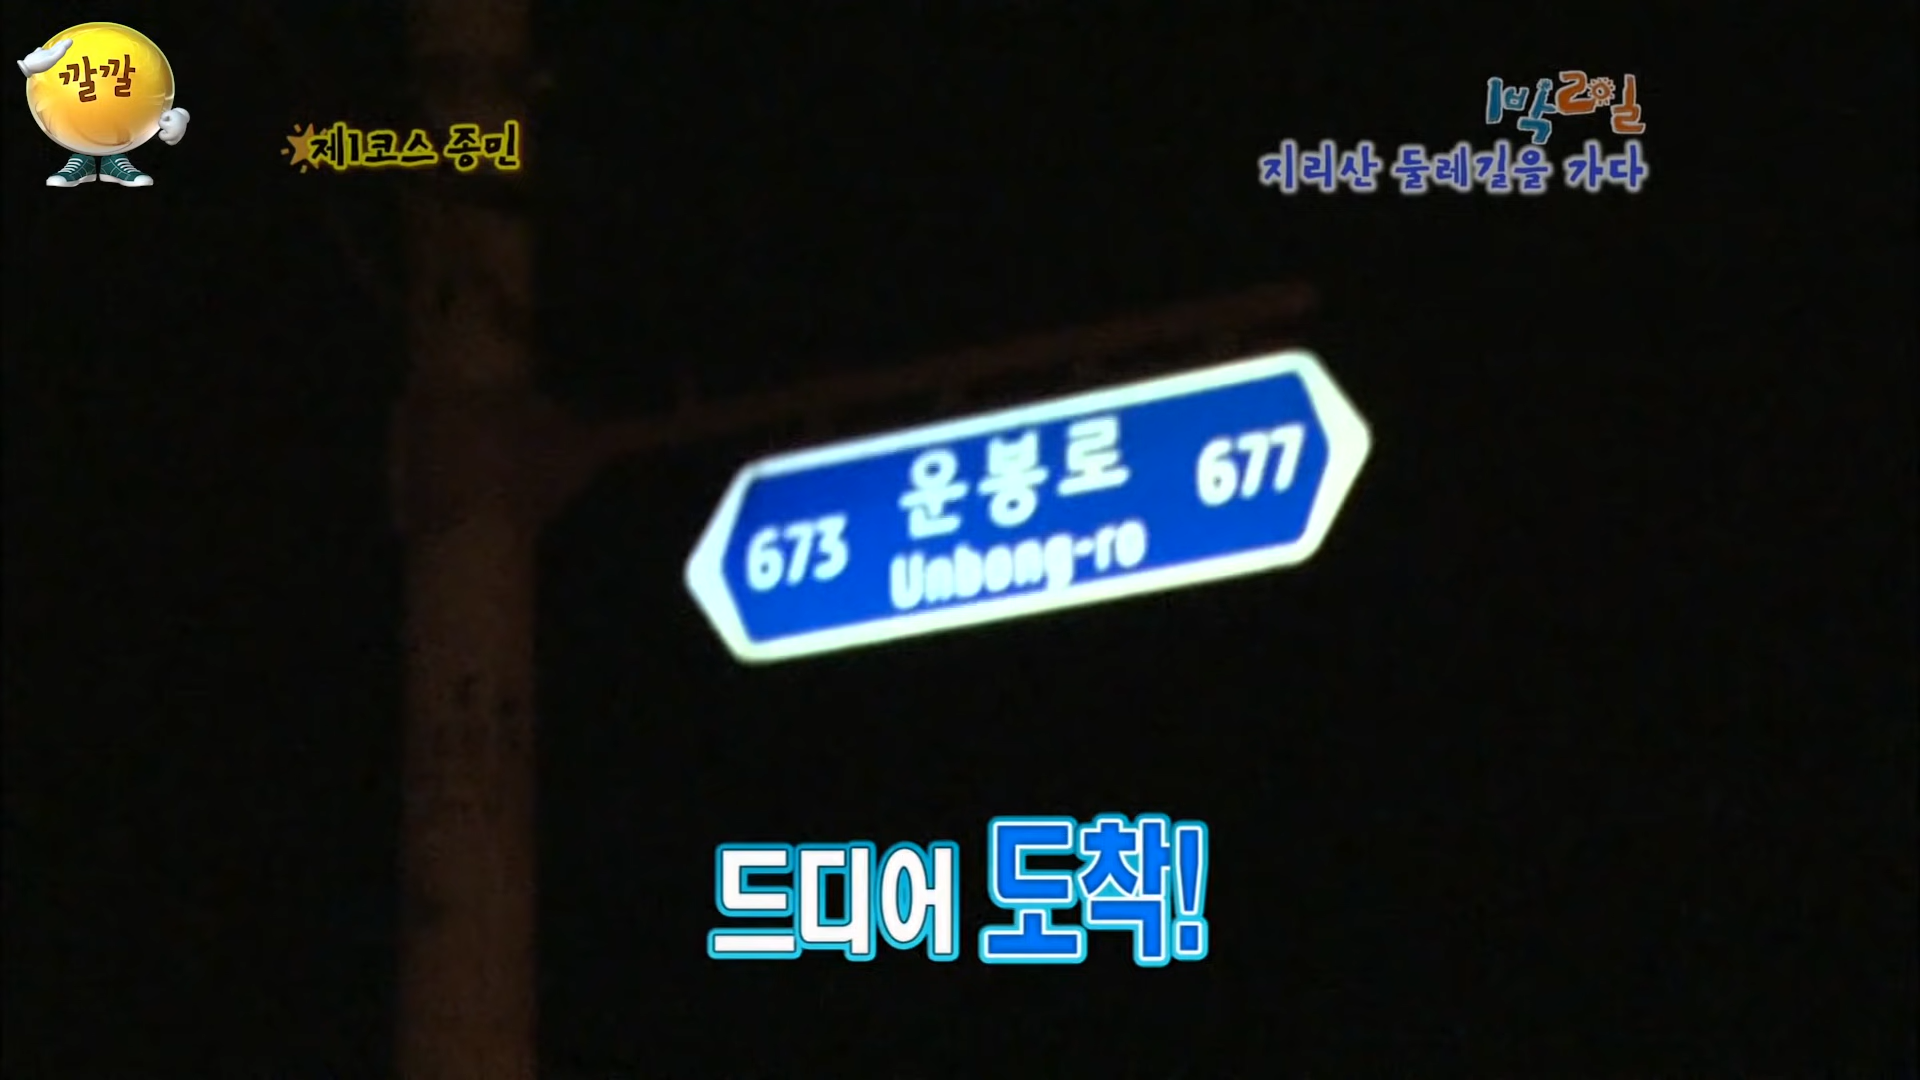 깔깔
제1코스 종민
1박2일
지리산 둘레길을 가다
673 운봉로 677
Unbong-ro
드디어 도착!